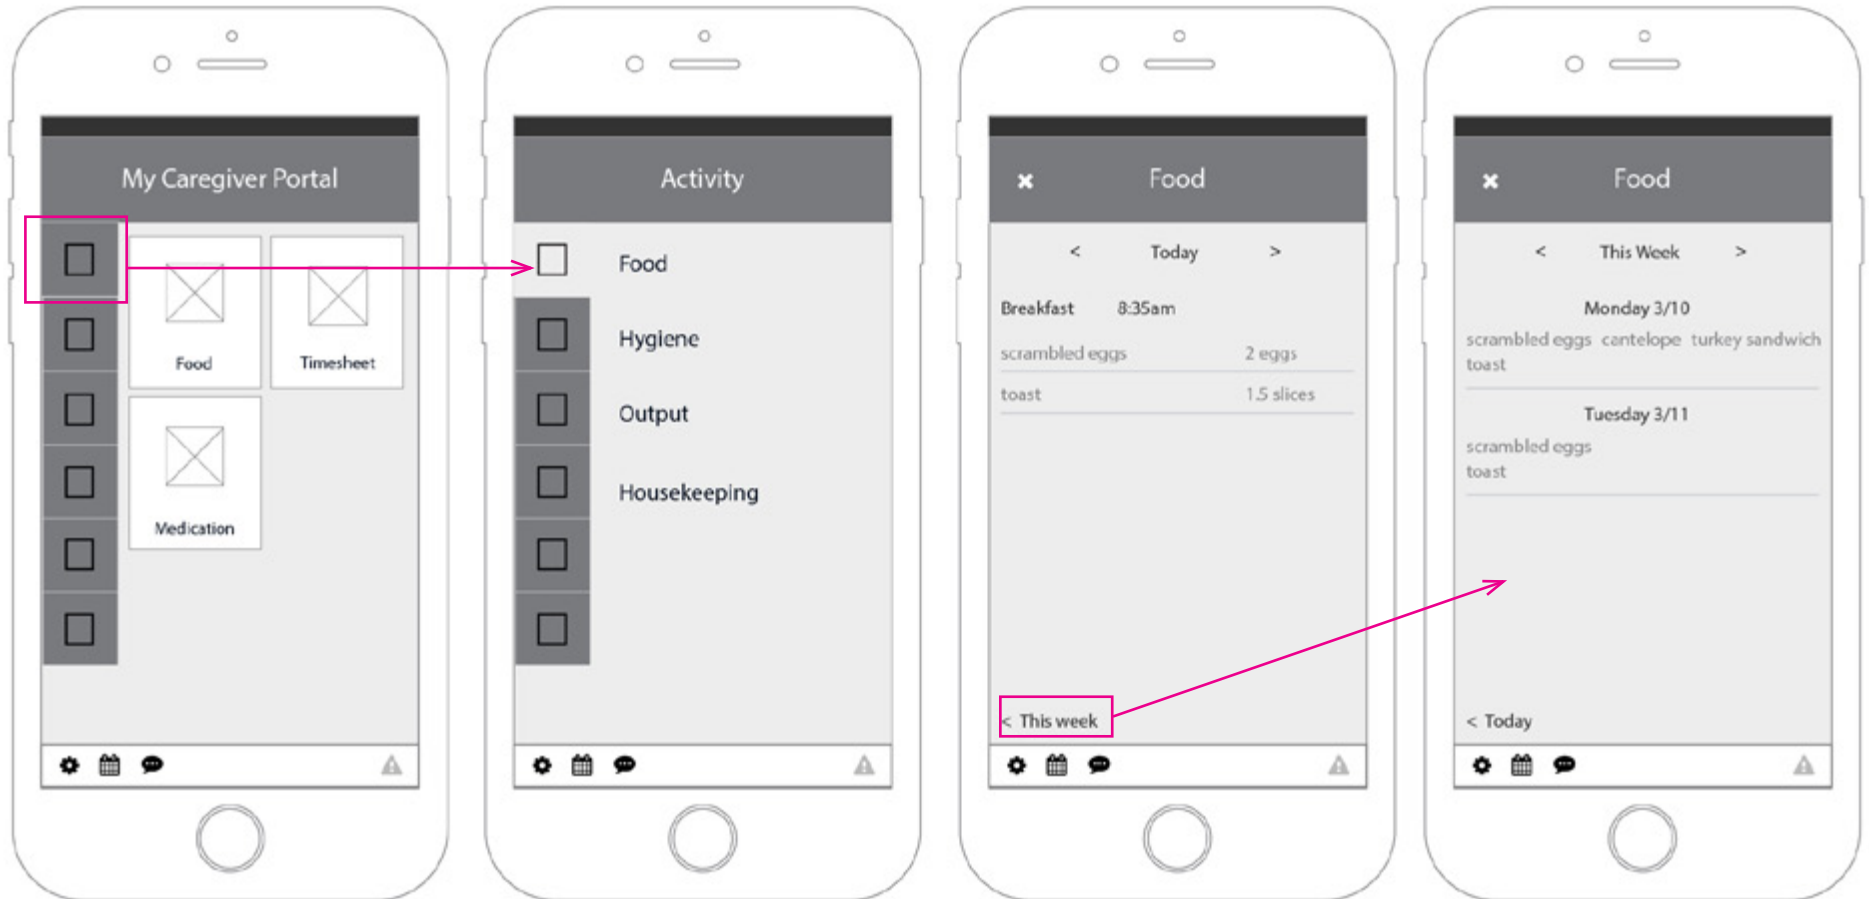 My Caregiver Portal
Food
Timesheet
Medication
Activity
Food
Hygiene
Output
Housekeeping
× Food
< Today >
Breakfast 8:35am
scrambled eggs 2 eggs
toast 1.5 slices
< This week
× Food
< This Week >
Monday 3/10
scrambled eggs cantelope turkey sandwich
toast
Tuesday 3/11
scrambled eggs
toast
< Today